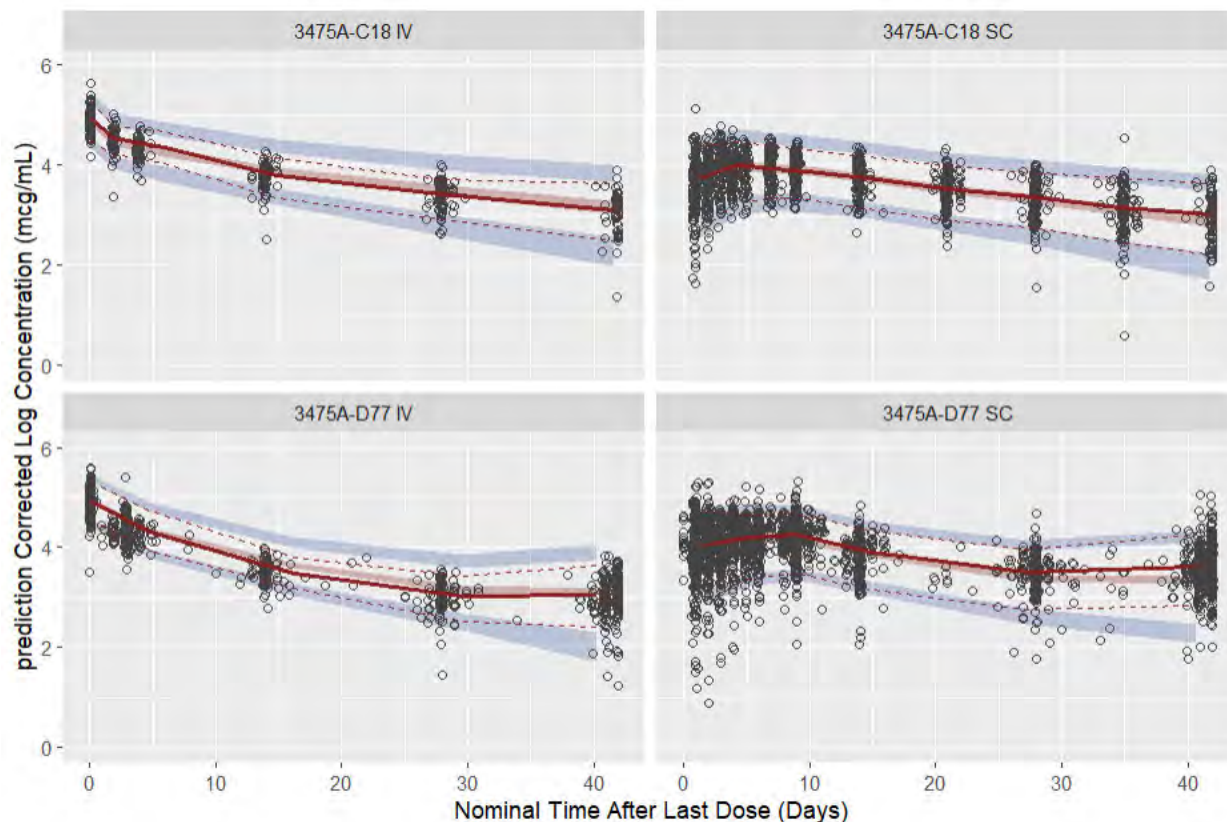 3475A-C18 IV
3475A-C18 SC
6
4
2
0
3475A-D77 IV
3475A-D77 SC
6
4
2
0
0 10 20 30 40 0 10 20 30 40
prediction Corrected Log Concentration (mcg/mL)
Nominal Time After Last Dose (Days)